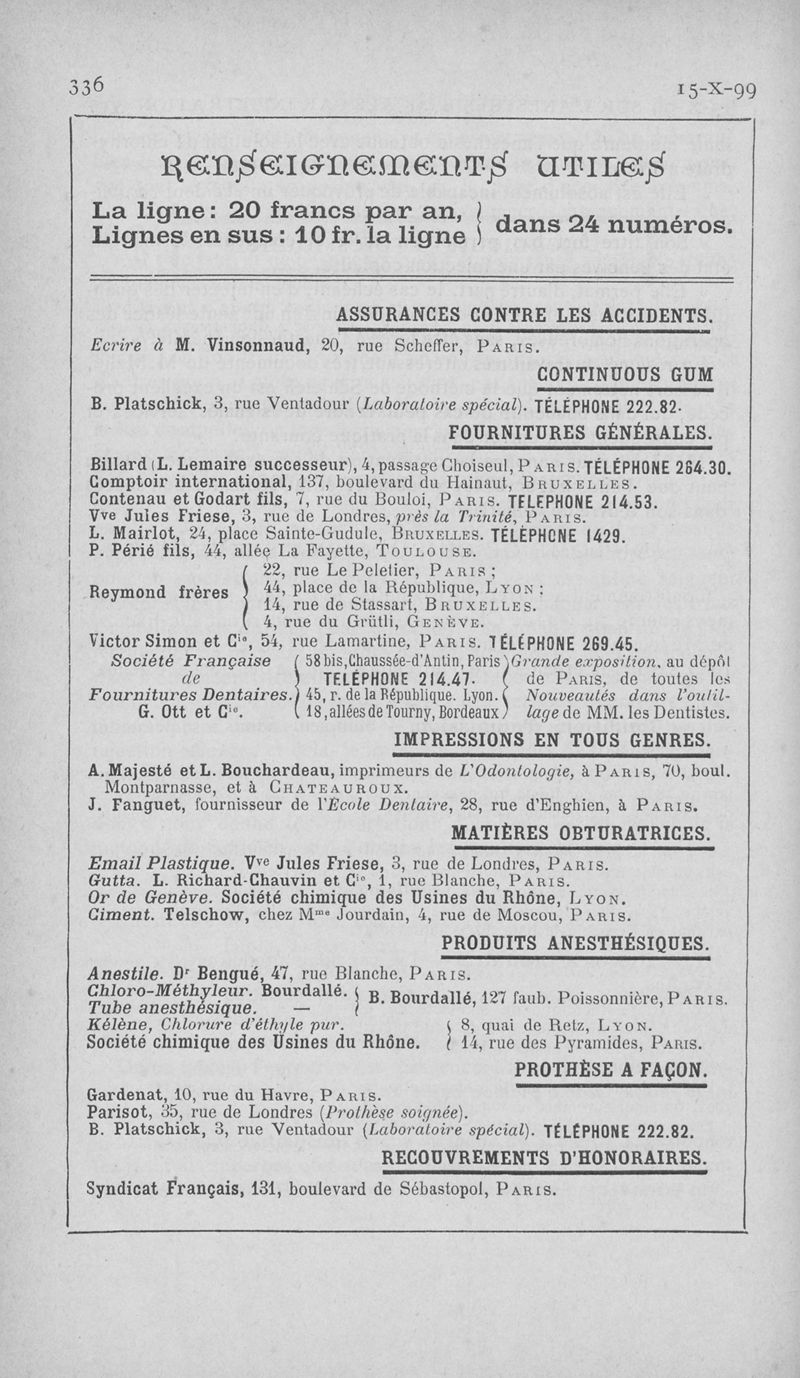 336 15-X-99
RENSEIGNEMENTS UTILES
La ligne: 20 francs par an, } dans 24 numéros.
Lignes en sus : 10 fr. la ligne
ASSURANCES CONTRE LES ACCIDENTS.
Ecrire à M. Vinsonnaud, 20, rue Scheffer, PARIS.
CONTINUOUS GUM
B. Platschick, 3, rue Ventadour (Laboratoire spécial). TÉLÉPHONE 222.82.
FOURNITURES GÉNÉRALES.
Billard (L. Lemaire successeur), 4, passage Choiseul, PARIS. TÉLÉPHONE 264.30.
Comptoir international, 137, boulevard du Hainaut, BRUXELLES.
Contenau et Godart fils, 7, rue du Bouloi, PARIS. TELEPHONE 214.53.
Vve Jules Friese, 3, rue de Londres, près la Trinité, PARIS.
L. Mairlot, 24, place Sainte-Gudule, BRUXELLES. TÉLÉPHONE 1429.
P. Périé fils, 44, allée La Fayette, TOULOUSE.
Reymond frères { 22, rue Le Peletier, PARIS ;
44, place de la République, LYON ;
14, rue de Stassart, BRUXELLES.
4, rue du Grütli, GENÈVE.
Victor Simon et Cie, 54, rue Lamartine, PARIS. TÉLÉPHONE 269.45.
Société Française { 58 bis, Chaussée-d'Antin, Paris } Grande exposition, au dépôt
de TELÉPHONE 214.47. de PARIS, de toutes les
Fournitures Dentaires. 45, r. de la République. Lyon. Nouveautés dans l'outil-
G. Ott et Cie. 18, allées de Tourny, Bordeaux lage de MM. les Dentistes.
IMPRESSIONS EN TOUS GENRES.
A. Majesté et L. Bouchardeau, imprimeurs de L'Odontologie, à PARIS, 70, boul.
Montparnasse, et à CHATEAUROUX.
J. Fanguet, fournisseur de l'École Dentaire, 28, rue d'Enghien, à PARIS.
MATIÈRES OBTURATRICES.
Email Plastique. Vve Jules Friese, 3, rue de Londres, PARIS.
Gutta. L. Richard-Chauvin et Cie, 1, rue Blanche, PARIS.
Or de Genève. Société chimique des Usines du Rhône, LYON.
Ciment. Telschow, chez Mme Jourdain, 4, rue de Moscou, PARIS.
PRODUITS ANESTHÉSIQUES.
Anestile. Dr Bengué, 47, rue Blanche, PARIS.
Chloro-Méthyleur. Bourdallé. { B. Bourdallé, 127 faub. Poissonnière, PARIS.
Tube anesthésique. —
Kélène, Chlorure d'éthyle pur. { 8, quai de Retz, LYON.
Société chimique des Usines du Rhône. 14, rue des Pyramides, PARIS.
PROTHÈSE A FAÇON.
Gardenat, 10, rue du Havre, PARIS.
Parisot, 35, rue de Londres (Prothèse soignée).
B. Platschick, 3, rue Ventadour (Laboratoire spécial). TÉLÉPHONE 222.82.
RECOUVREMENTS D'HONORAIRES.
Syndicat Français, 131, boulevard de Sébastopol, PARIS.